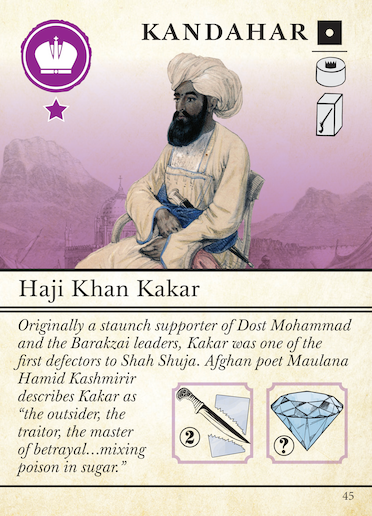 KANDAHAR
Haji Khan Kakar
Originally a staunch supporter of Dost Mohammad
and the Barakzai leaders, Kakar was one of the
first defectors to Shah Shuja. Afghan poet Maulana
Hamid Kashmirir
describes Kakar as
“the outsider, the
traitor, the master
of betrayal…mixing
poison in sugar.”
2
?
45